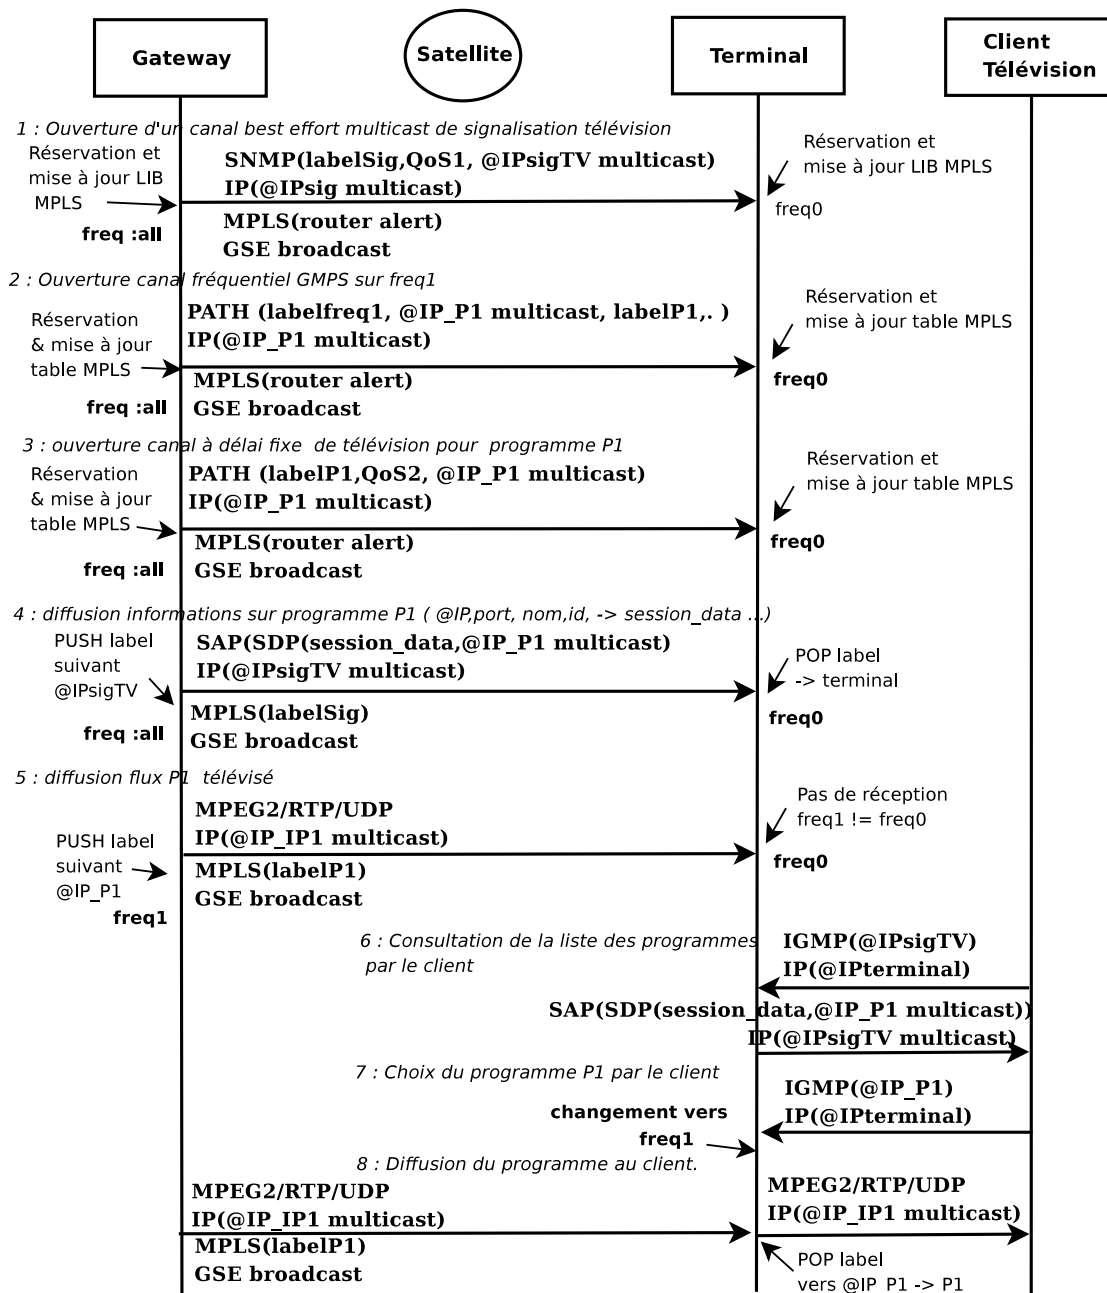 Gateway
Satellite
Terminal
Client
Télévision
1 : Ouverture d'un canal best effort multicast de signalisation télévision
Réservation et
mise à jour LIB
MPLS
freq :all
SNMP(labelSig,QoS1, @IPsigTV multicast)
IP(@IPsig multicast)
MPLS(router alert)
GSE broadcast
Réservation et
mise à jour LIB MPLS
freq0
2 : Ouverture canal fréquentiel GMPS sur freq1
Réservation
& mise à jour
table MPLS
freq :all
PATH (labelfreq1, @IP_P1 multicast, labelP1,. )
IP(@IP_P1 multicast)
MPLS(router alert)
GSE broadcast
Réservation et
mise à jour table MPLS
freq0
3 : ouverture canal à délai fixe de télévision pour programme P1
Réservation
& mise à jour
table MPLS
freq :all
PATH (labelP1,QoS2, @IP_P1 multicast)
IP(@IP_P1 multicast)
MPLS(router alert)
GSE broadcast
Réservation et
mise à jour table MPLS
freq0
4 : diffusion informations sur programme P1 ( @IP,port, nom,id, -> session_data ...)
PUSH label
suivant
@IPsigTV
freq :all
SAP(SDP(session_data,@IP_P1 multicast)
IP(@IPsigTV multicast)
MPLS(labelSig)
GSE broadcast
POP label
-> terminal
freq0
5 : diffusion flux P1 télévisé
PUSH label
suivant
@IP_P1
freq1
MPEG2/RTP/UDP
IP(@IP_IP1 multicast)
MPLS(labelP1)
GSE broadcast
Pas de réception
freq1 != freq0
freq0
6 : Consultation de la liste des programmes
par le client
IGMP(@IPsigTV)
IP(@IPterminal)
SAP(SDP(session_data,@IP_P1 multicast))
IP(@IPsigTV multicast)
7 : Choix du programme P1 par le client
IGMP(@IP_P1)
IP(@IPterminal)
changement vers
freq1
8 : Diffusion du programme au client.
MPEG2/RTP/UDP
IP(@IP_IP1 multicast)
MPLS(labelP1)
GSE broadcast
MPEG2/RTP/UDP
IP(@IP_IP1 multicast)
POP label
vers @IP_P1 -> P1